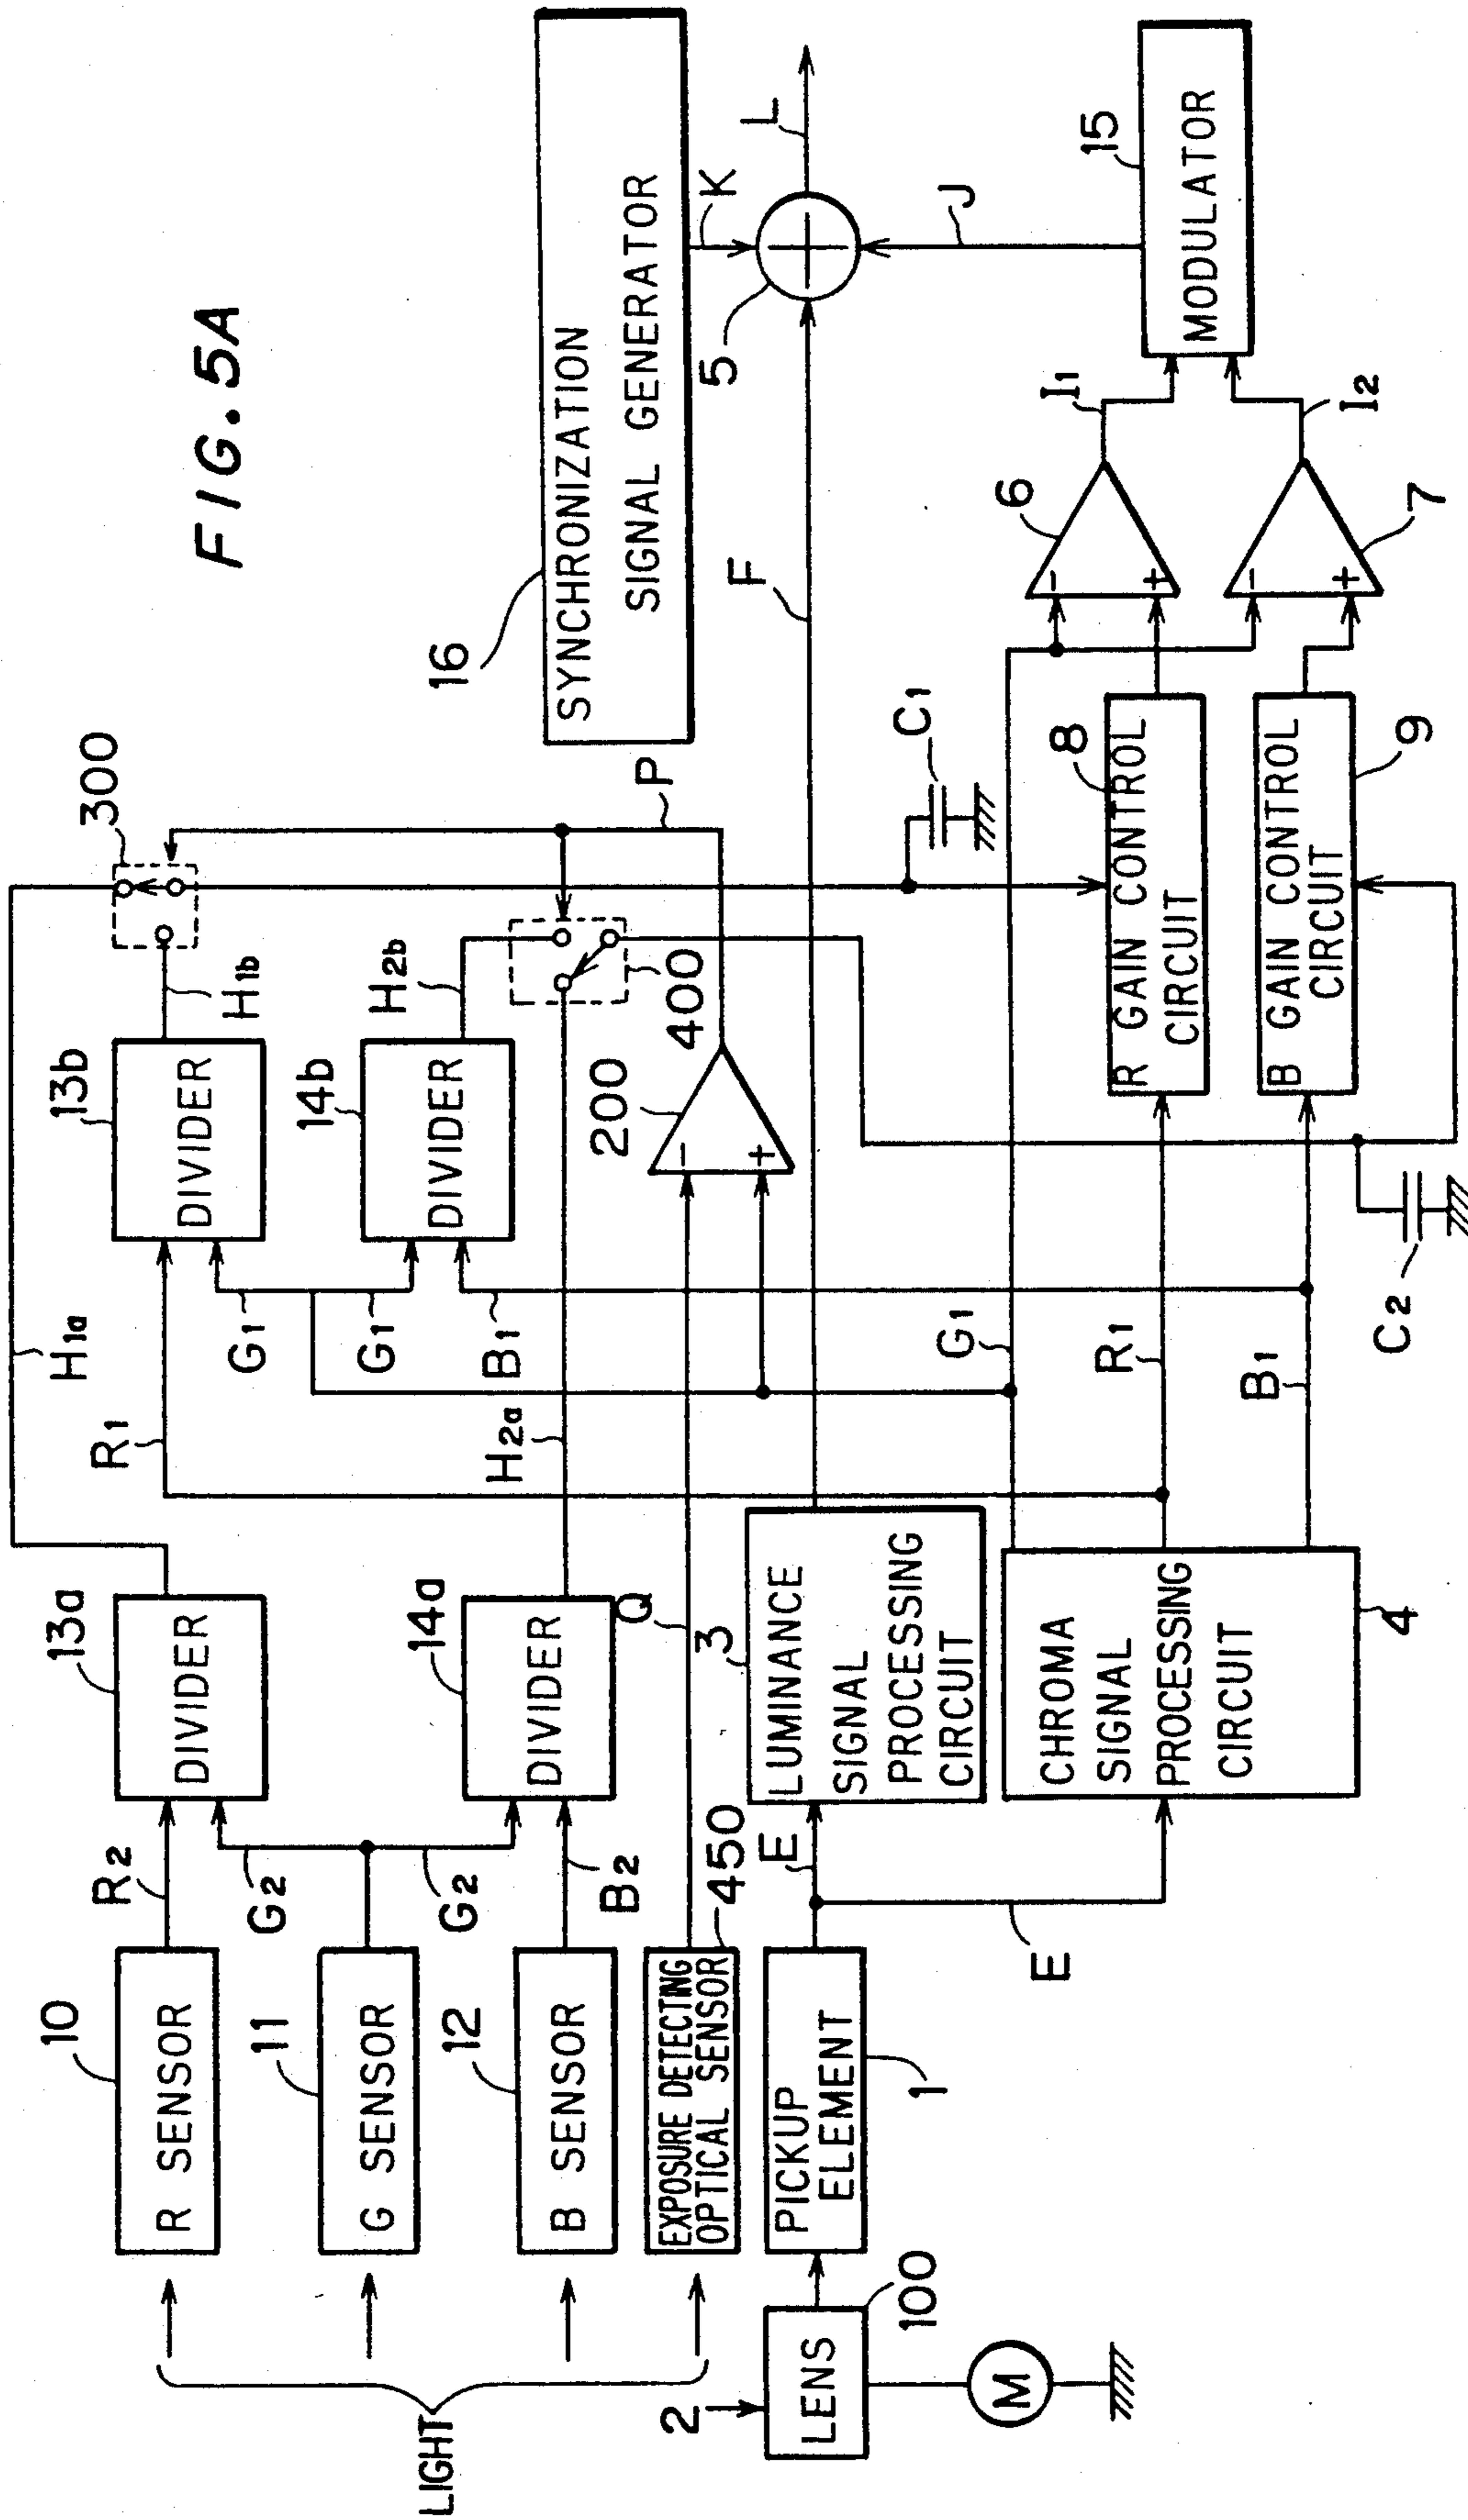 FIG. 5A
LIGHT
10
R SENSOR
11
G SENSOR
12
B SENSOR
EXPOSURE DETECTING
OPTICAL SENSOR
450
2
LENS
100
M
PICKUP
ELEMENT
1
E
E
R2
G2
G2
B2
13a
DIVIDER
14a
DIVIDER
Q
3
LUMINANCE
SIGNAL
PROCESSING
CIRCUIT
CHROMA
SIGNAL
PROCESSING
CIRCUIT
4
H1a
R1
G1
G1
B1
H2a
G1
R1
B1
C2
13b
DIVIDER
14b
DIVIDER
200
-
+
H1b
H2b
300
400
P
C1
8
R GAIN CONTROL
CIRCUIT
B GAIN CONTROL
CIRCUIT
9
16
SYNCHRONIZATION
SIGNAL GENERATOR
F
6
-
+
-
+
7
I1
I2
5
K
L
J
15
MODULATOR